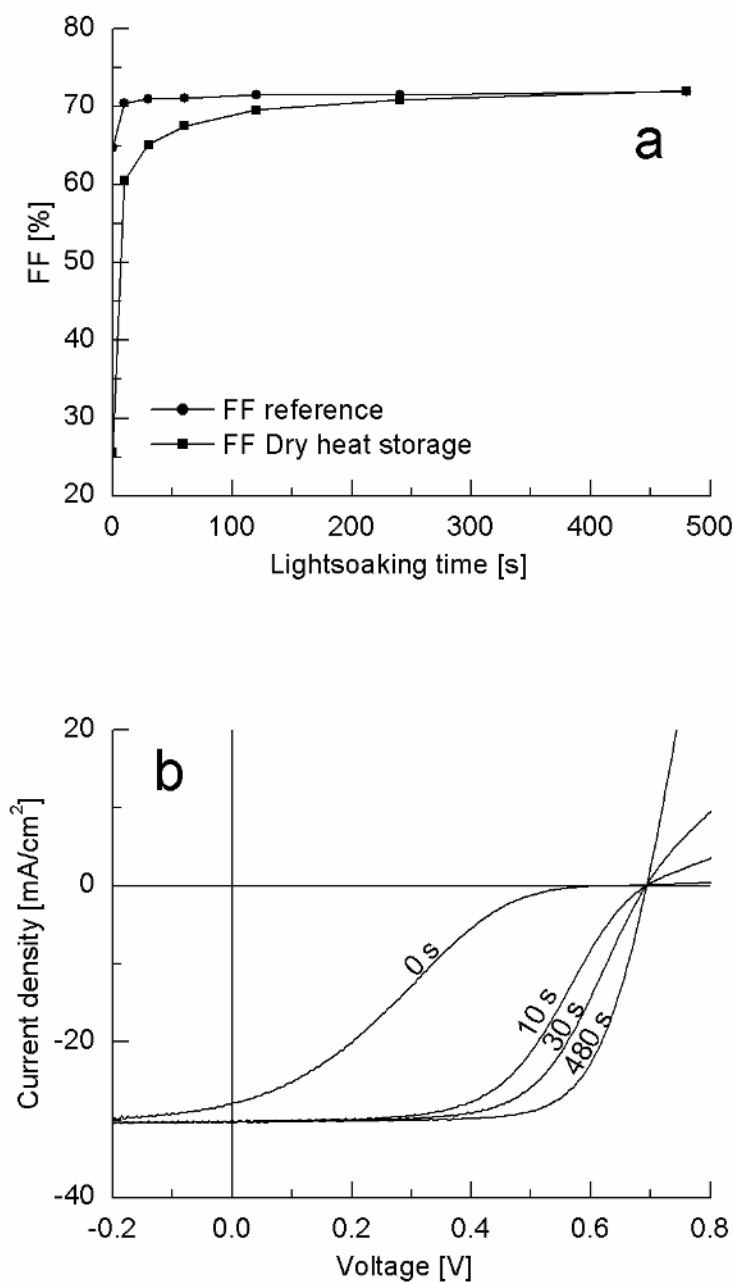 80
70
60
50
40
30
20
FF [%]
a
FF reference
FF Dry heat storage
0 100 200 300 400 500
Lightsoaking time [s]
20
0
-20
-40
Current density [mA/cm²]
b
0 s
10 s
30 s
480 s
-0.2 0.0 0.2 0.4 0.6 0.8
Voltage [V]